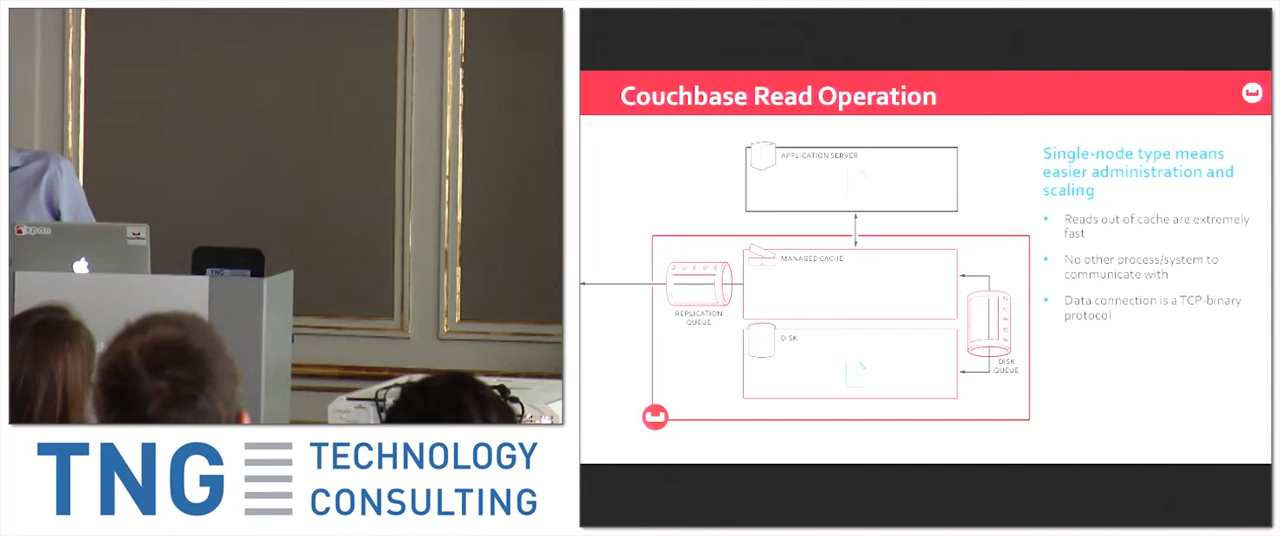 Couchbase Read Operation
APPLICATION SERVER
MANAGED CACHE
QUEUE
REPLICATION
QUEUE
DISK
DISK
QUEUE
Single-node type means
easier administration and
scaling
Reads out of cache are extremely
fast
No other process/system to
communicate with
Data connection is a TCP-binary
protocol
TNG
TNG
TECHNOLOGY
CONSULTING